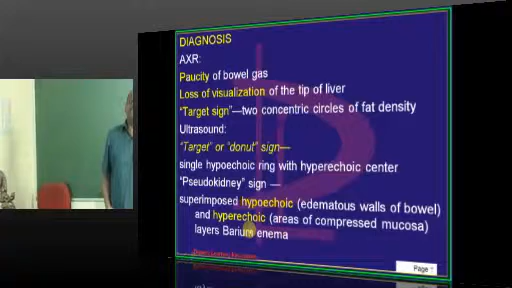 DIAGNOSIS
AXR:
Paucity of bowel gas
Loss of visualization of the tip of liver
“Target sign”—two concentric circles of fat density
Ultrasound:
“Target” or “donut” sign—
single hypoechoic ring with hyperechoic center
“Pseudokidney” sign —
superimposed hypoechoic (edematous walls of bowel)
and hyperechoic (areas of compressed mucosa)
layers Barium enema
Page